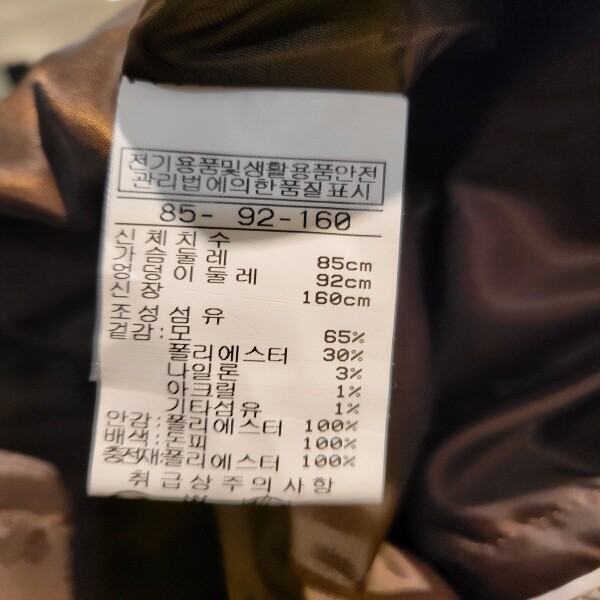 전기용품및생활용품안전
관리법에의한품질표시
85- 92-160
신체치수
가슴둘레 85cm
엉덩이둘레 92cm
신장 160cm
조성섬유
겉감:모 65%
폴리에스터 30%
나일론 3%
아크릴 1%
기타섬유 1%
안감:폴리에스터 100%
배색:돈피 100%
충전재:폴리에스터 100%
취급상주의사항